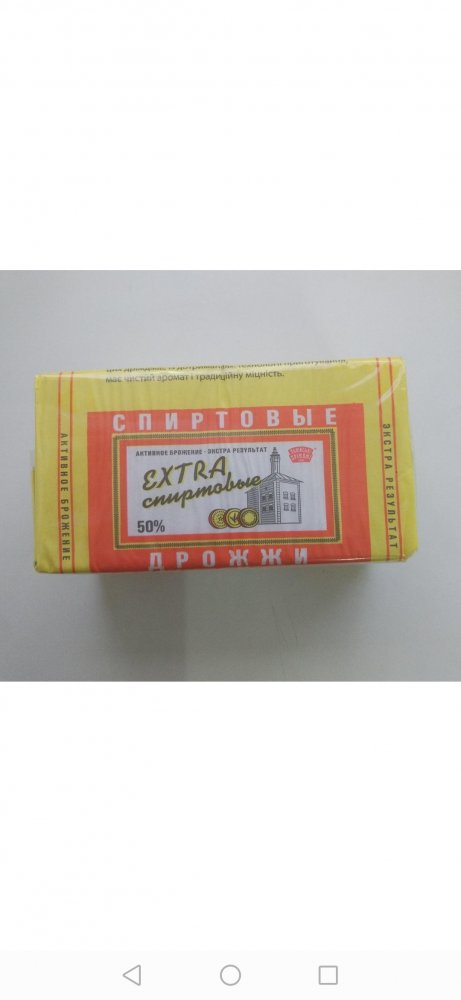 має чистий аромат і традиційну міцність.
СПИРТОВЫЕ
АКТИВНОЕ БРОЖЕНИЕ · ЭКСТРА РЕЗУЛЬТАТ
EXTRA
спиртовые
50%
ДРОЖЖИ
АКТИВНОЕ БРОЖЕНИЕ
ЭКСТРА РЕЗУЛЬТАТ